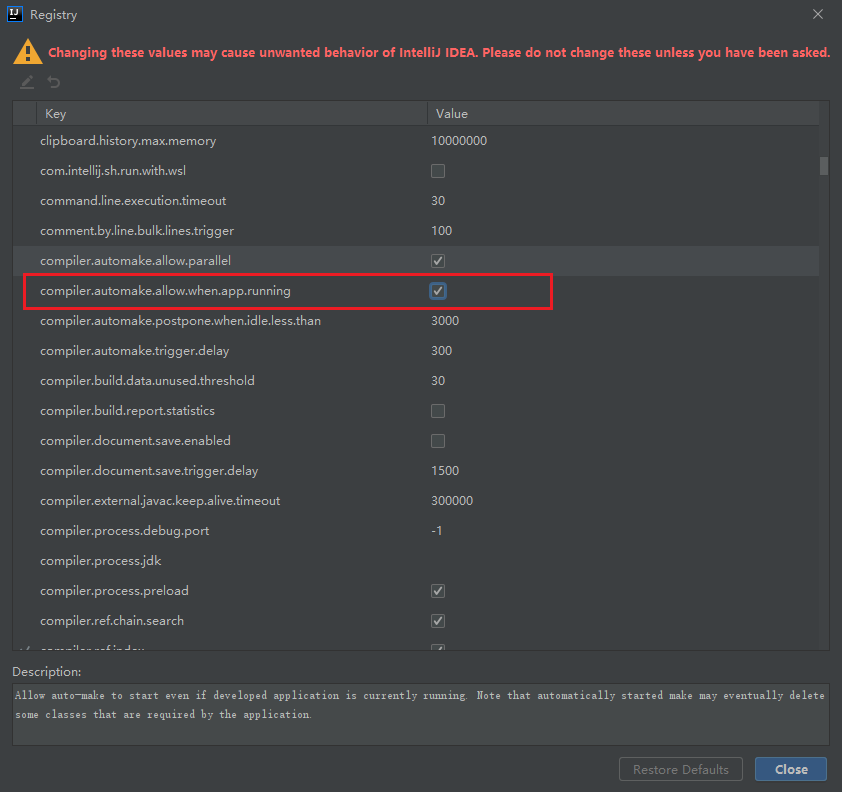 IJ Registry
Changing these values may cause unwanted behavior of IntelliJ IDEA. Please do not change these unless you have been asked.
Key Value
clipboard.history.max.memory 10000000
com.intellij.sh.run.with.wsl
command.line.execution.timeout 30
comment.by.line.bulk.lines.trigger 100
compiler.automake.allow.parallel
compiler.automake.allow.when.app.running
compiler.automake.postpone.when.idle.less.than 3000
compiler.automake.trigger.delay 300
compiler.build.data.unused.threshold 30
compiler.build.report.statistics
compiler.document.save.enabled
compiler.document.save.trigger.delay 1500
compiler.external.javac.keep.alive.timeout 300000
compiler.process.debug.port -1
compiler.process.jdk
compiler.process.preload
compiler.ref.chain.search
compiler.ref.index
Description:
Allow auto-make to start even if developed application is currently running. Note that automatically started make may eventually delete
some classes that are required by the application.
Restore Defaults Close